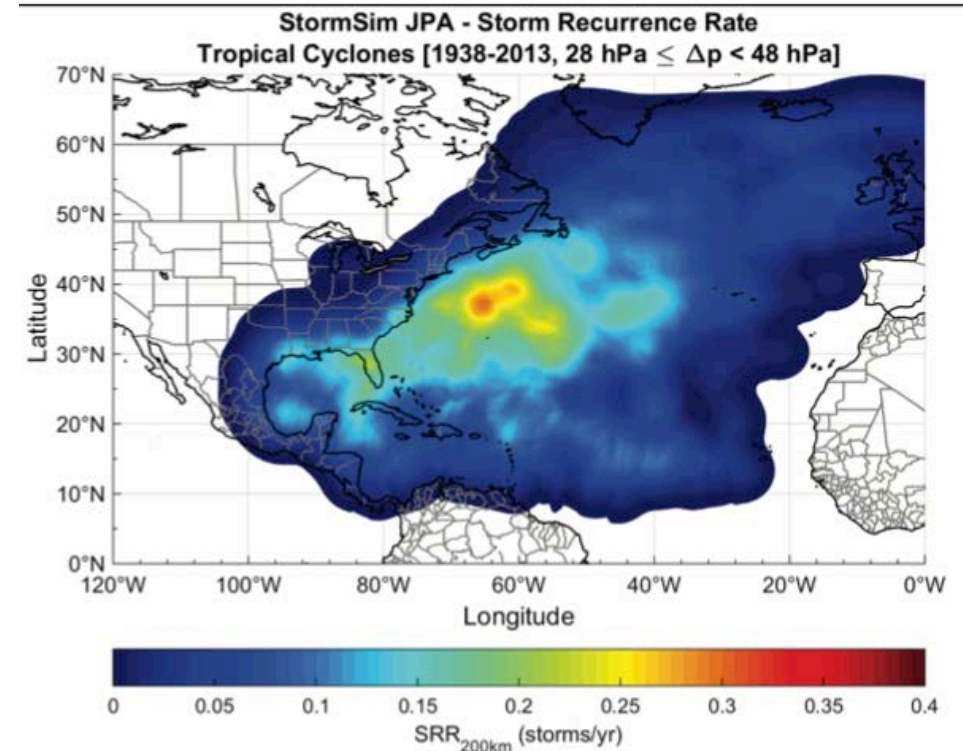 StormSim JPA - Storm Recurrence Rate
Tropical Cyclones [1938-2013, 28 hPa ≤ Δp < 48 hPa]
70°N
60°N
50°N
40°N
30°N
20°N
10°N
0°N
Latitude
120°W 100°W 80°W 60°W 40°W 20°W 0°W
Longitude
0 0.05 0.1 0.15 0.2 0.25 0.3 0.35 0.4
SRR200km (storms/yr)